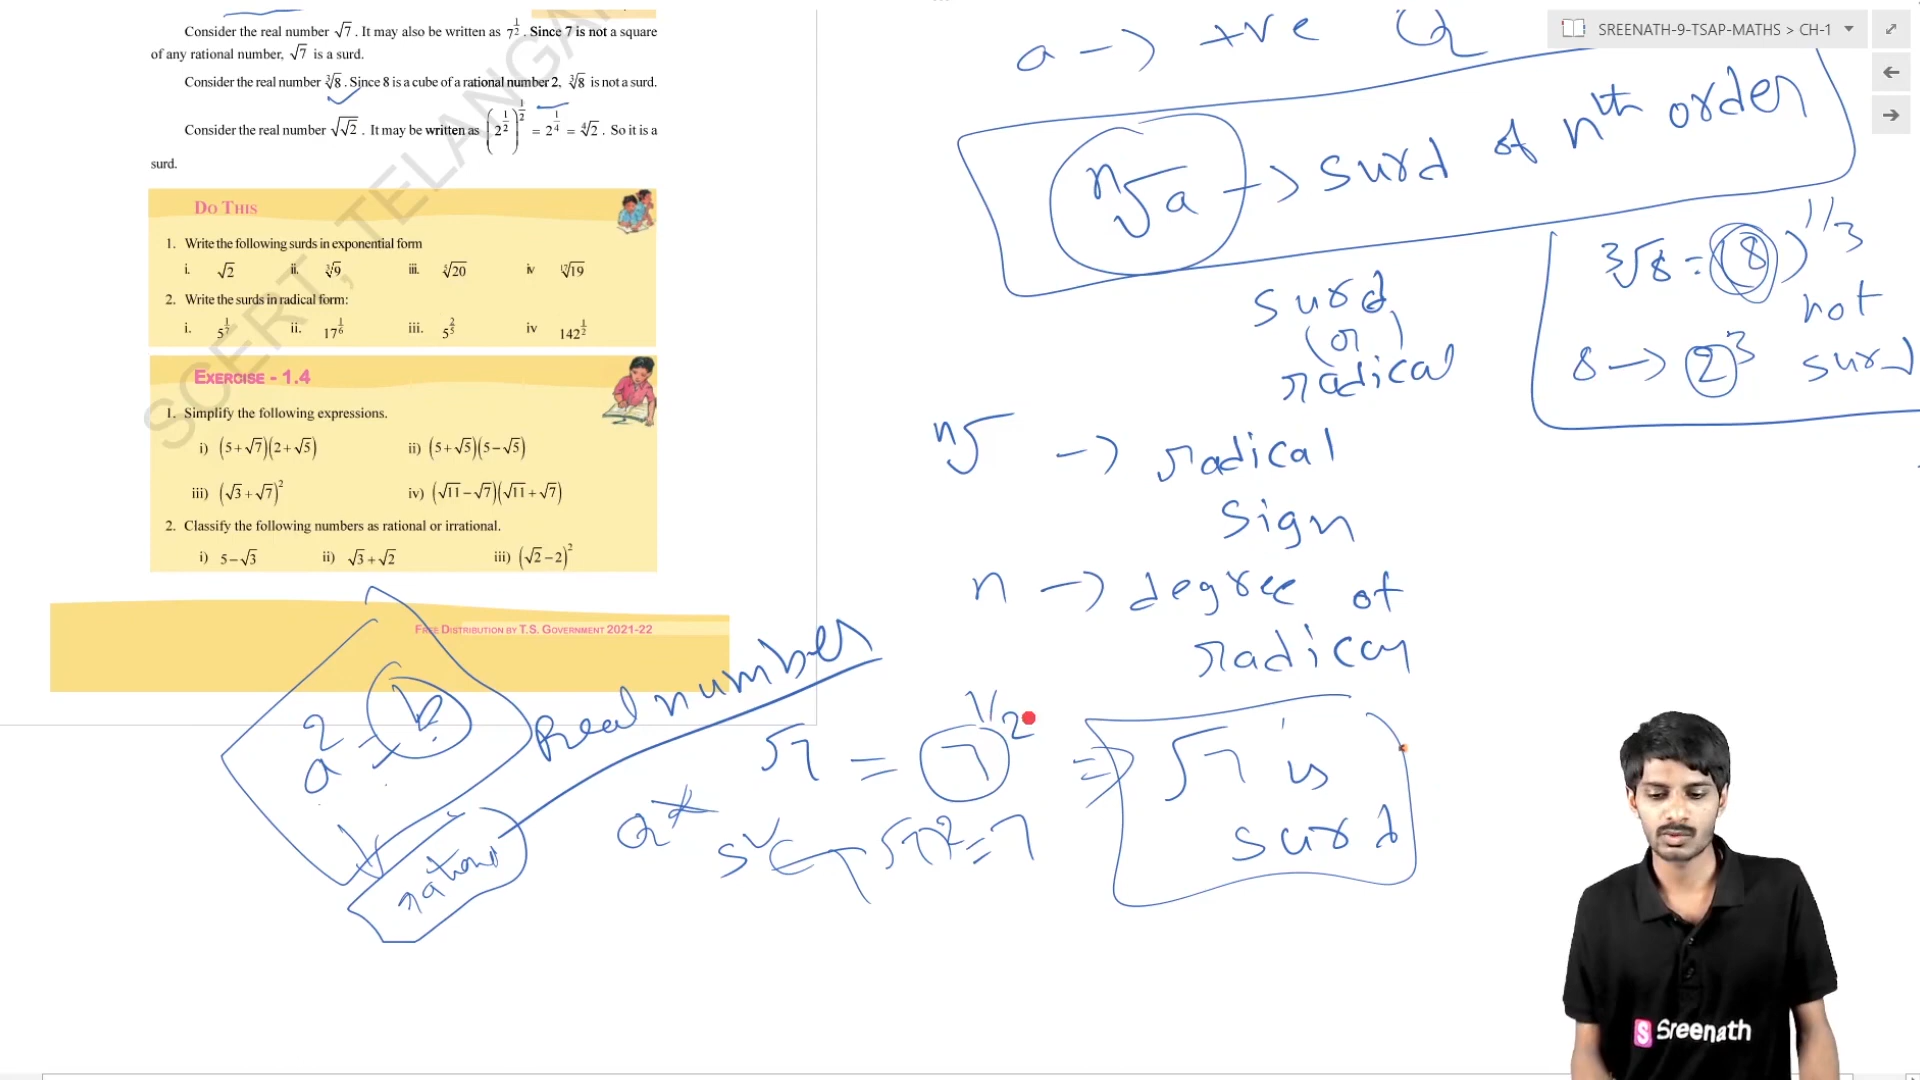 Consider the real number √7. It may also be written as 7^(1/2). Since 7 is not a square
of any rational number, √7 is a surd.
Consider the real number ∛8. Since 8 is a cube of a rational number 2, ∛8 is not a surd.
Consider the real number √√2. It may be written as (2^(1/2))^(1/2) = 2^(1/4) = ∜2. So it is a
surd.
DO THIS
1. Write the following surds in exponential form
i. √2 ii. ∛9 iii. √20 iv ¹⁷√19
2. Write the surds in radical form:
i. 5^(1/7) ii. 17^(1/6) iii. 5^(2/5) iv 142^(1/2)
EXERCISE - 1.4
1. Simplify the following expressions.
i) (5+√7)(2+√5) ii) (5+√5)(5−√5)
iii) (√3+√7)² iv) (√11−√7)(√11+√7)
2. Classify the following numbers as rational or irrational.
i) 5−√3 ii) √3+√2 iii) (√2−2)²
FREE DISTRIBUTION BY T.S. GOVERNMENT 2021-22
SCERT, TELANGAN
a → +ve Q
ⁿ√a → surd of nth order
surd
(or)
radical
ⁿ√ → radical
sign
n → degree of
³√8 = (8)^1/3
not
8 → 2³ surd
Real number
√7 = 7^1/2 ⇒ √7 is
surd
SREENATH-9-TSAP-MATHS > CH-1
Sreenath